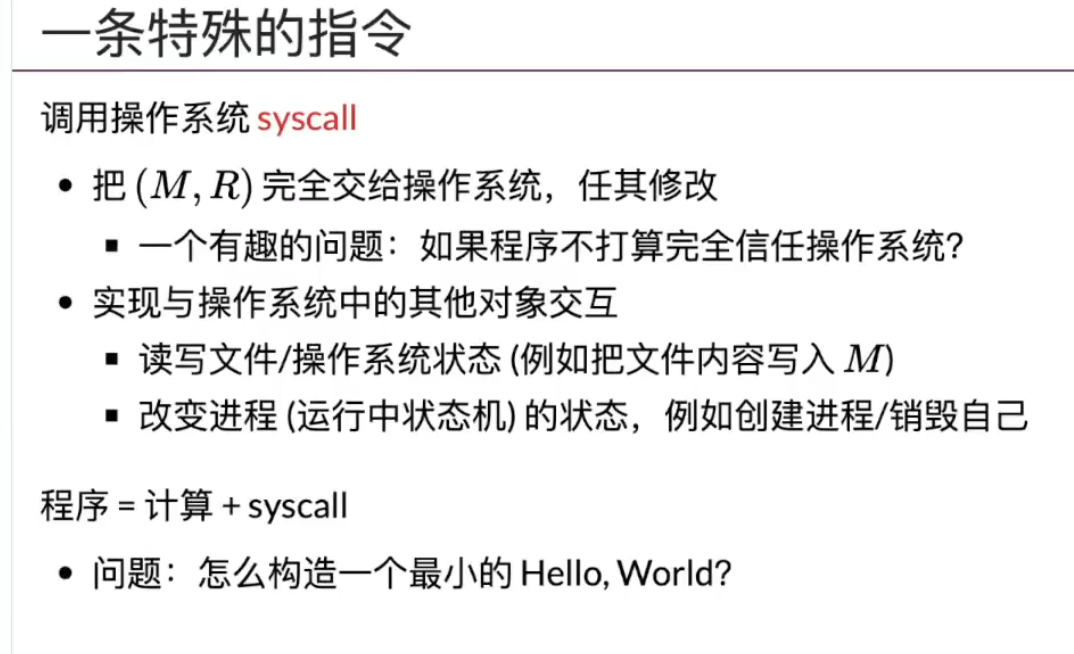 一条特殊的指令
调用操作系统 syscall
• 把 (M, R) 完全交给操作系统，任其修改
▪ 一个有趣的问题：如果程序不打算完全信任操作系统?
• 实现与操作系统中的其他对象交互
▪ 读写文件/操作系统状态 (例如把文件内容写入 M)
▪ 改变进程 (运行中状态机) 的状态，例如创建进程/销毁自己
程序 = 计算 + syscall
• 问题：怎么构造一个最小的 Hello, World?